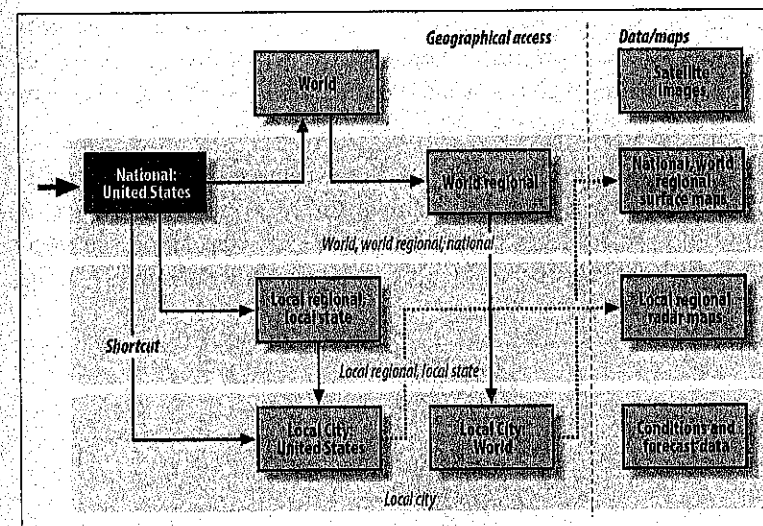 Geographical access
Data/maps
World
Satellite
images
National:
United States
World regional
National, world
regional
surface maps
World, world regional, national
Local regional,
local state
Local regional
radar maps
Shortcut
Local regional, local state
Local City:
United States
Local City:
World
Conditions and
forecast data
Local city